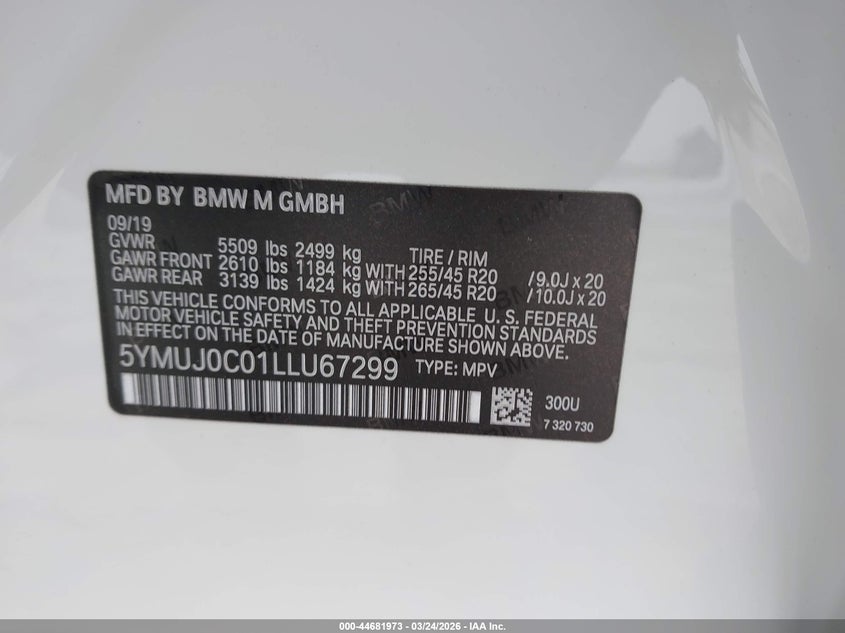 MFD BY BMW M GMBH
09/19
GVWR 5509 lbs 2499 kg TIRE / RIM
GAWR FRONT 2610 lbs 1184 kg WITH 255/45 R20 /9.0J x 20
GAWR REAR 3139 lbs 1424 kg WITH 265/45 R20 /10.0J x 20
THIS VEHICLE CONFORMS TO ALL APPLICABLE U. S. FEDERAL
MOTOR VEHICLE SAFETY AND THEFT PREVENTION STANDARDS
IN EFFECT ON THE DATE OF MANUFACTURE SHOWN ABOVE.
5YMUJ0C01LLU67299 TYPE: MPV
300U
7 320 730
000-44681973 - 03/24/2026 - IAA Inc.